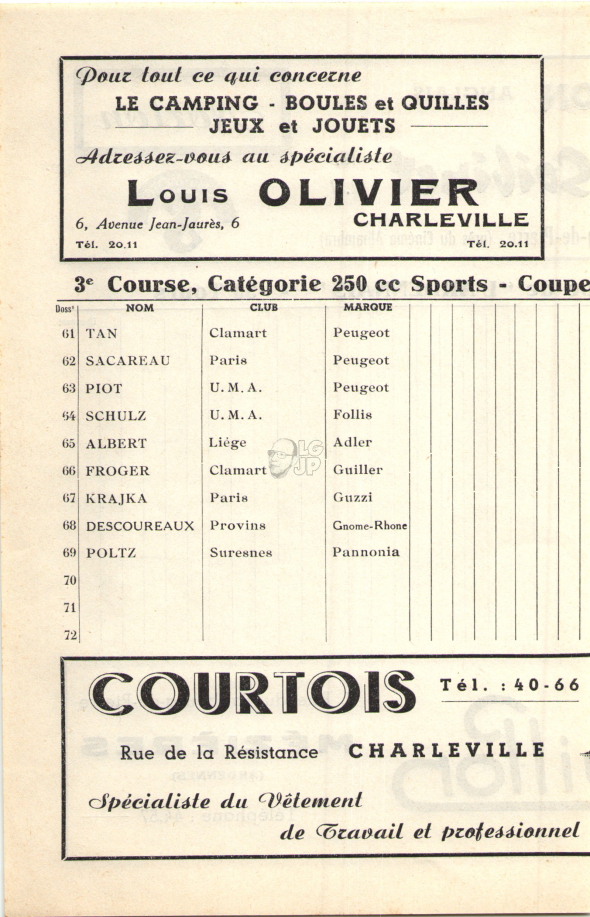 Pour tout ce qui concerne
LE CAMPING - BOULES et QUILLES
JEUX et JOUETS
Adressez-vous au spécialiste
Louis OLIVIER
6, Avenue Jean-Jaurès, 6 CHARLEVILLE
Tél. 20.11 Tél. 20.11
3e Course, Catégorie 250 cc Sports - Coupe
Doss' NOM CLUB MARQUE
61 TAN Clamart Peugeot
62 SACAREAU Paris Peugeot
63 PIOT U. M. A. Peugeot
64 SCHULZ U. M. A. Follis
65 ALBERT Liége Adler
66 FROGER Clamart Guiller
67 KRAJKA Paris Guzzi
68 DESCOUREAUX Provins Gnome-Rhone
69 POLTZ Suresnes Pannonia
70
71
72
LG
JP
COURTOIS Tél. : 40-66
Rue de la Résistance CHARLEVILLE
Spécialiste du Vêtement
de Travail et professionnel